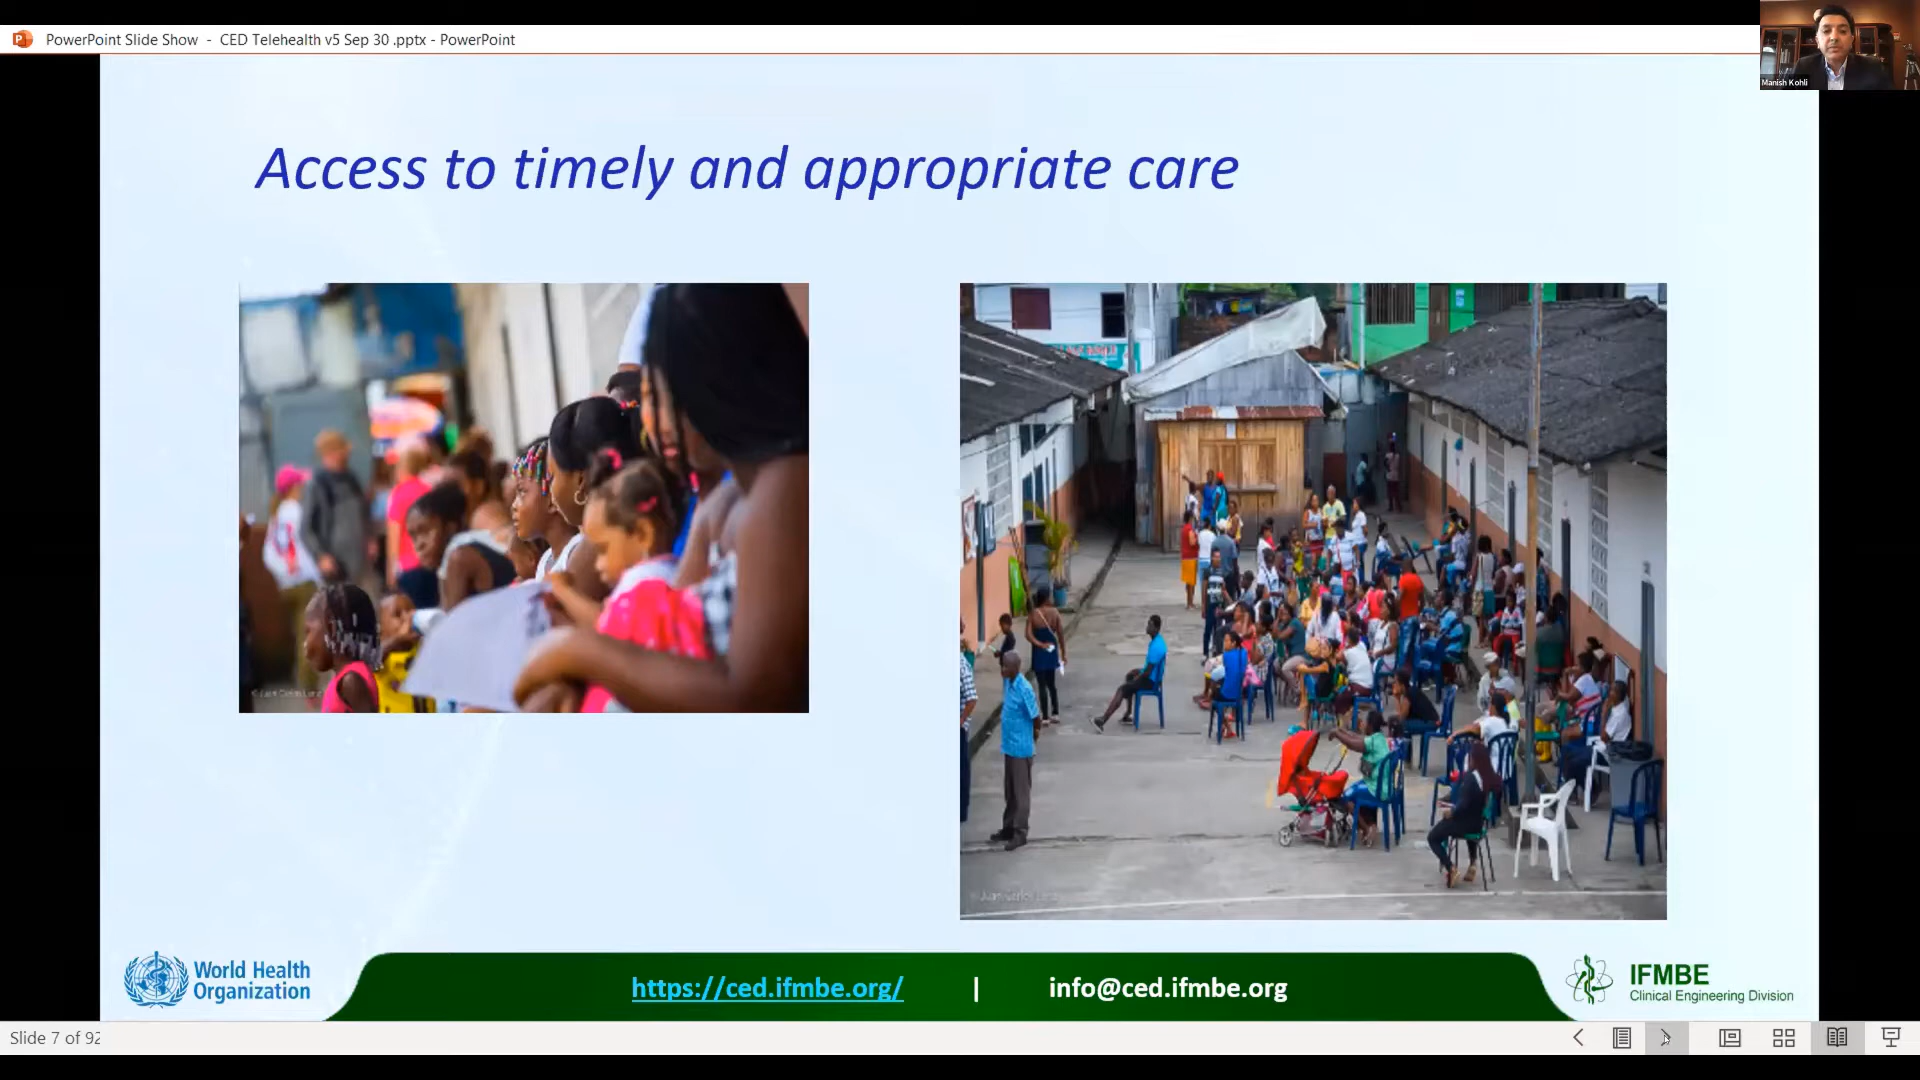 PowerPoint Slide Show - CED Telehealth v5 Sep 30 .pptx - PowerPoint
Manish Kohli
Access to timely and appropriate care
World Health
Organization
https://ced.ifmbe.org/ | info@ced.ifmbe.org
IFMBE
Clinical Engineering Division
Slide 7 of 92